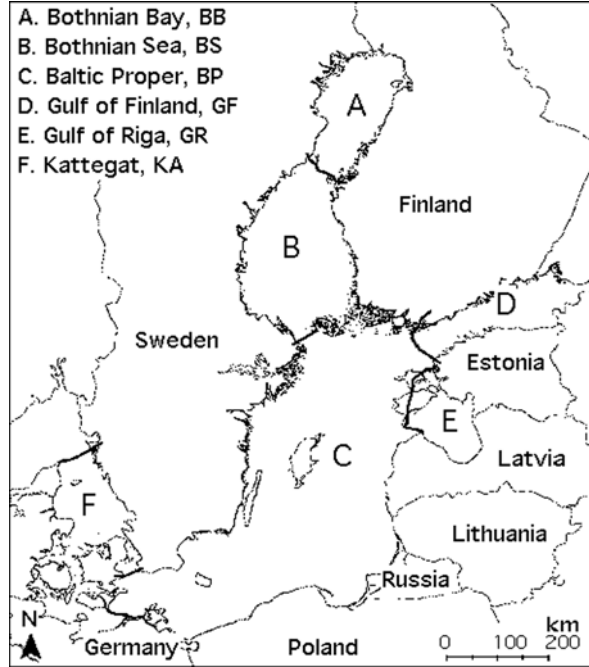 A. Bothnian Bay, BB
B. Bothnian Sea, BS
C. Baltic Proper, BP
D. Gulf of Finland, GF
E. Gulf of Riga, GR
F. Kattegat, KA
A
Finland
B
D
Sweden
Estonia
E
C
Latvia
F
Lithuania
Russia
N
km
0 100 200
Germany
Poland